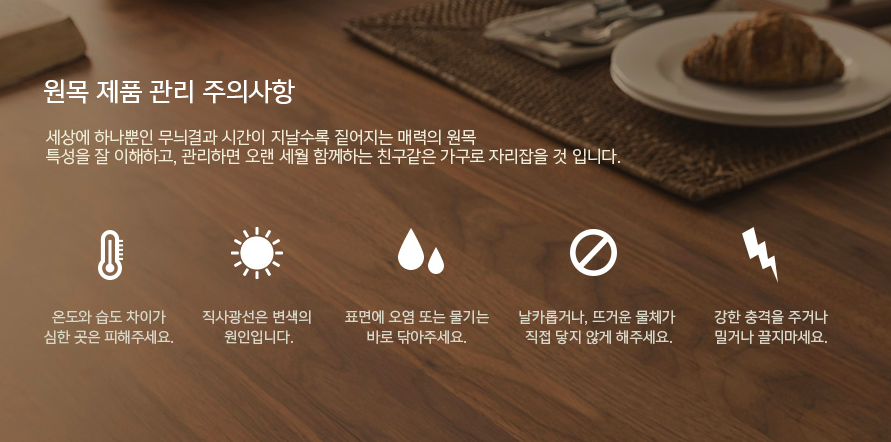 원목 제품 관리 주의사항
세상에 하나뿐인 무늬결과 시간이 지날수록 짙어지는 매력의 원목
특성을 잘 이해하고, 관리하면 오랜 세월 함께하는 친구같은 가구로 자리잡을 것 입니다.
온도와 습도 차이가
심한 곳은 피해주세요.
직사광선은 변색의
원인입니다.
표면에 오염 또는 물기는
바로 닦아주세요.
날카롭거나, 뜨거운 물체가
직접 닿지 않게 해주세요.
강한 충격을 주거나
밀거나 끌지마세요.